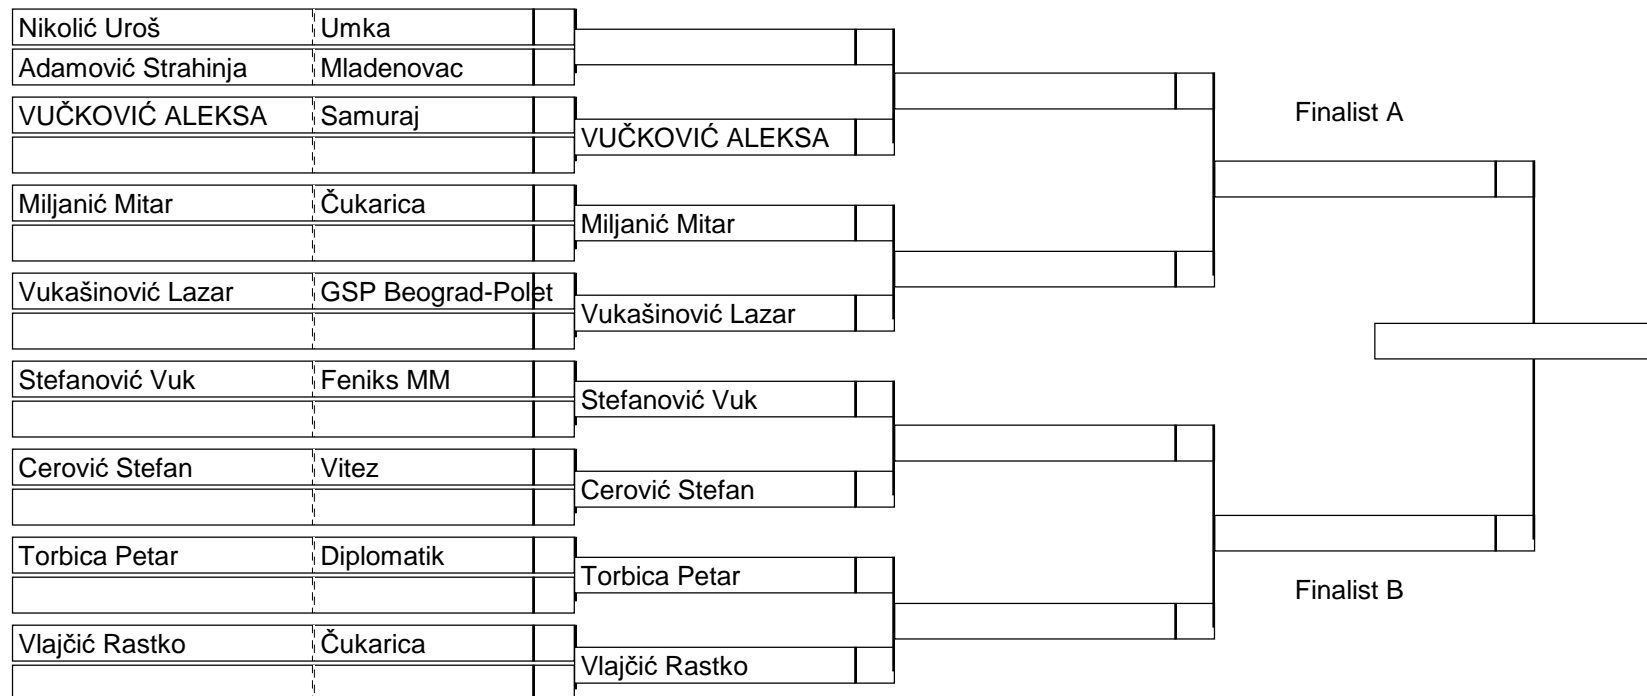 Nikolić Uroš Umka
Adamović Strahinja Mladenovac
VUČKOVIĆ ALEKSA Samuraj
Miljanić Mitar Čukarica
Vukašinović Lazar GSP Beograd-Polet
Stefanović Vuk Feniks MM
Cerović Stefan Vitez
Torbica Petar Diplomatik
Vlajčić Rastko Čukarica
VUČKOVIĆ ALEKSA
Miljanić Mitar
Vukašinović Lazar
Stefanović Vuk
Cerović Stefan
Torbica Petar
Vlajčić Rastko
Finalist A
Finalist B